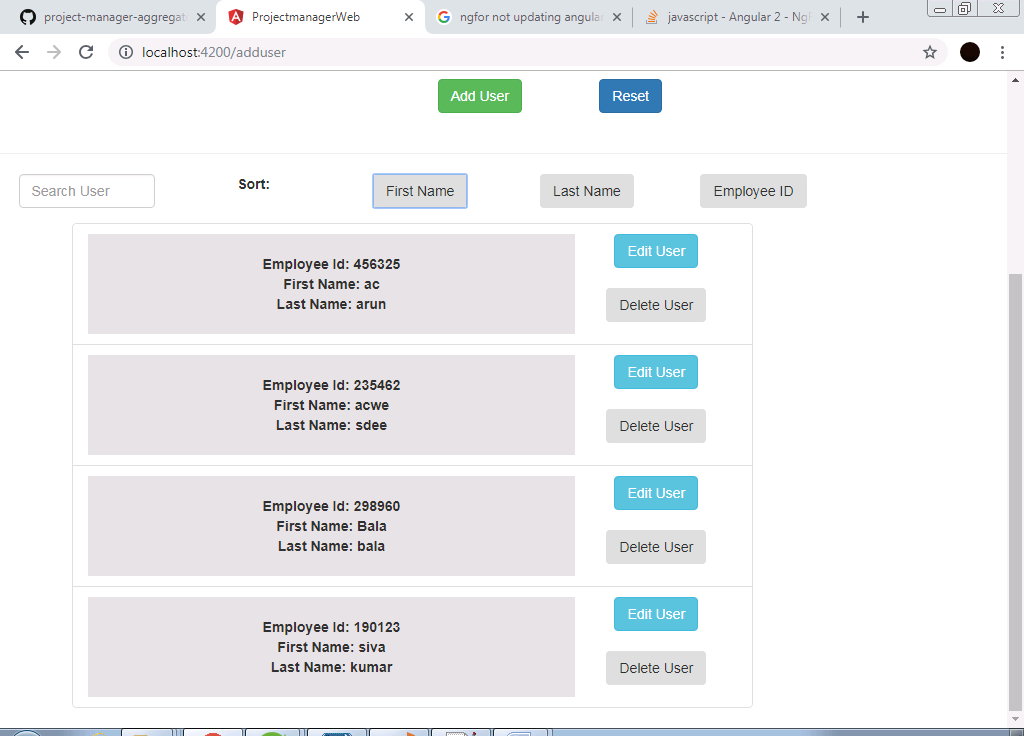 project-manager-aggregat
ProjectmanagerWeb
ngfor not updating angular
javascript - Angular 2 - Ngf
localhost:4200/adduser
Add User
Reset
Search User
Sort:
First Name
Last Name
Employee ID
Employee Id: 456325
First Name: ac
Last Name: arun
Edit User
Delete User
Employee Id: 235462
First Name: acwe
Last Name: sdee
Edit User
Delete User
Employee Id: 298960
First Name: Bala
Last Name: bala
Edit User
Delete User
Employee Id: 190123
First Name: siva
Last Name: kumar
Edit User
Delete User